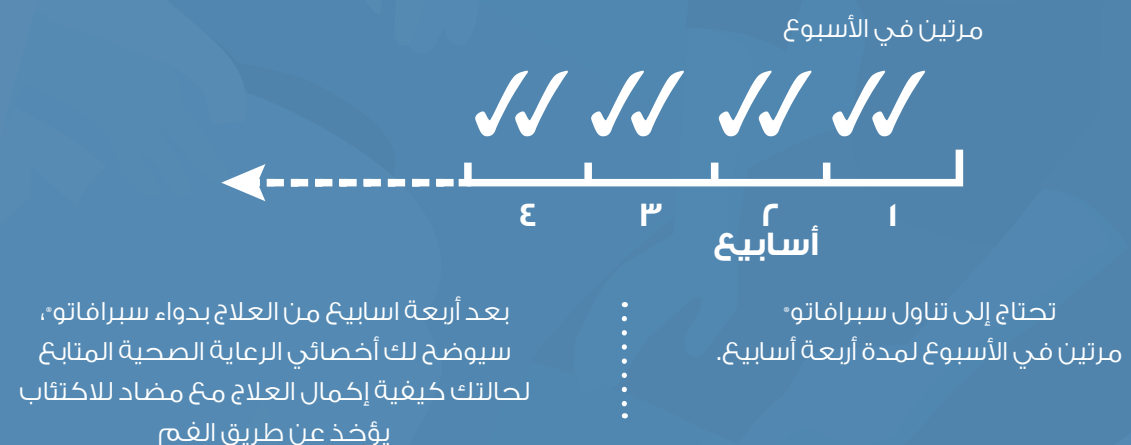 مرتين في الأسبوع
١ ٢ ٣ ٤
أسابيع
تحتاج إلى تناول سبرافاتو®
مرتين في الأسبوع لمدة أربعة أسابيع.
بعد أربعة اسابيع من العلاج بدواء سبرافاتو®،
سيوضح لك أخصائي الرعاية الصحية المتابع
لحالتك كيفية إكمال العلاج مع مضاد للاكتئاب
يؤخذ عن طريق الفم